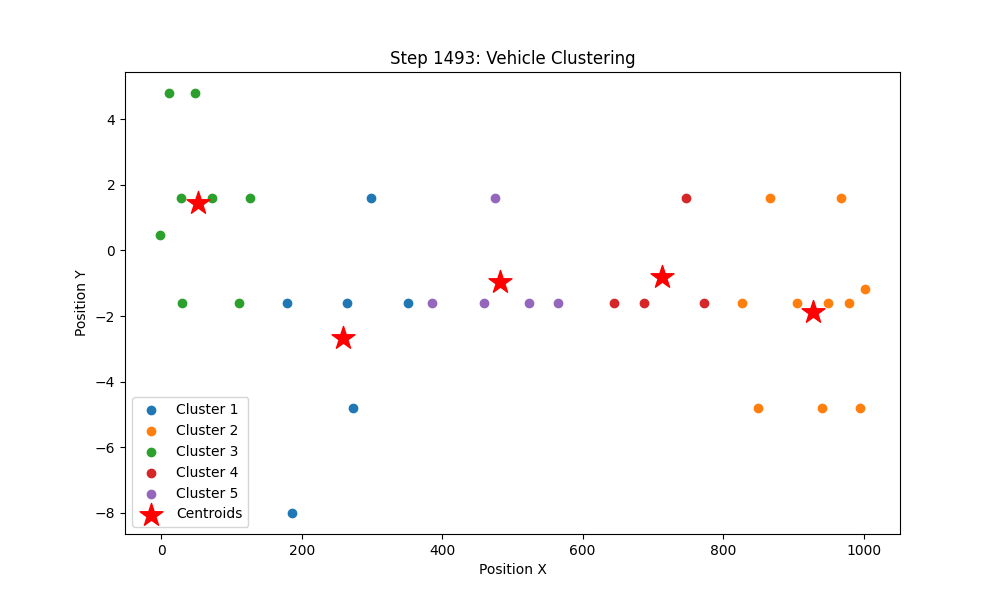 Step 1493: Vehicle Clustering
Position Y
4
2
0
−2
−4
−6
−8
Cluster 1
Cluster 2
Cluster 3
Cluster 4
Cluster 5
Centroids
0 200 400 600 800 1000
Position X